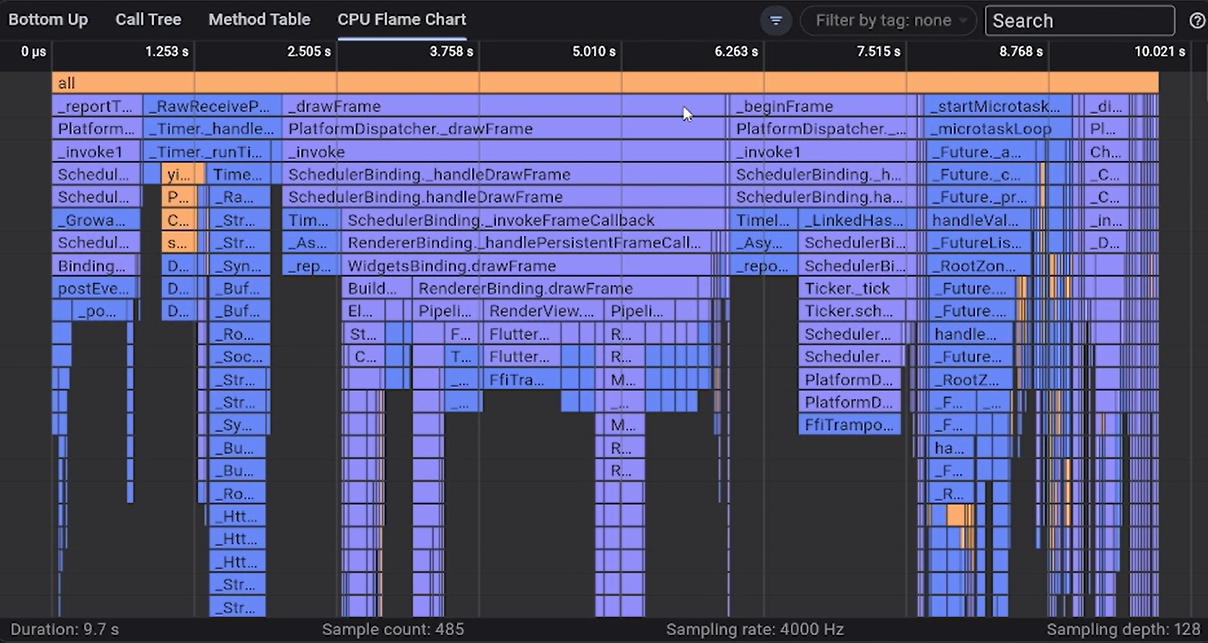 Bottom Up Call Tree Method Table CPU Flame Chart Filter by tag: none Search
0 µs 1.253 s 2.505 s 3.758 s 5.010 s 6.263 s 7.515 s 8.768 s 10.021 s
all
_reportT... _RawReceiveP... _drawFrame _beginFrame _startMicrotask... _di...
Platform... _Timer._handle... PlatformDispatcher._drawFrame PlatformDispatcher._... _microtaskLoop Pl...
_invoke1 _Timer._runTi... _invoke _invoke1 _Future._a... Ch...
Schedul... yi... Time... SchedulerBinding._handleDrawFrame SchedulerBinding._h... _Future._c... _C...
Schedul... P... _Ra... SchedulerBinding.handleDrawFrame SchedulerBinding.ha... _Future._pr... _C...
_Growa... C... _Str... Tim... SchedulerBinding._invokeFrameCallback Timel... _LinkedHas... handleVal... _in...
Schedul... s... _Str... _As... RendererBinding._handlePersistentFrameCall... _Asy... SchedulerBi... _FutureLis... _D...
Binding... D... _Syn... _rep... WidgetsBinding.drawFrame _repo... SchedulerBi... _RootZon...
postEve... D... _Buf... Build... RendererBinding.drawFrame Ticker._tick _Future....
_po... D... _Buf... El... Pipeli... RenderView.... Pipeli... Ticker.sch... _Future....
_Ro... St... F... Flutter... R... Scheduler... handle...
_Soc... C... T... Flutter... R... Scheduler... _Future...
_Str... _... FfiTra... M... PlatformD... _RootZ...
_Str... _... _... PlatformD... _F... _...
_Sy... M... FfiTrampo... _F...
_Bu... R... ha...
_Bu... R... _F...
_Ro... _R...
_Htt...
_Htt...
_Htt...
_Str...
_Str...
Duration: 9.7 s Sample count: 485 Sampling rate: 4000 Hz Sampling depth: 128